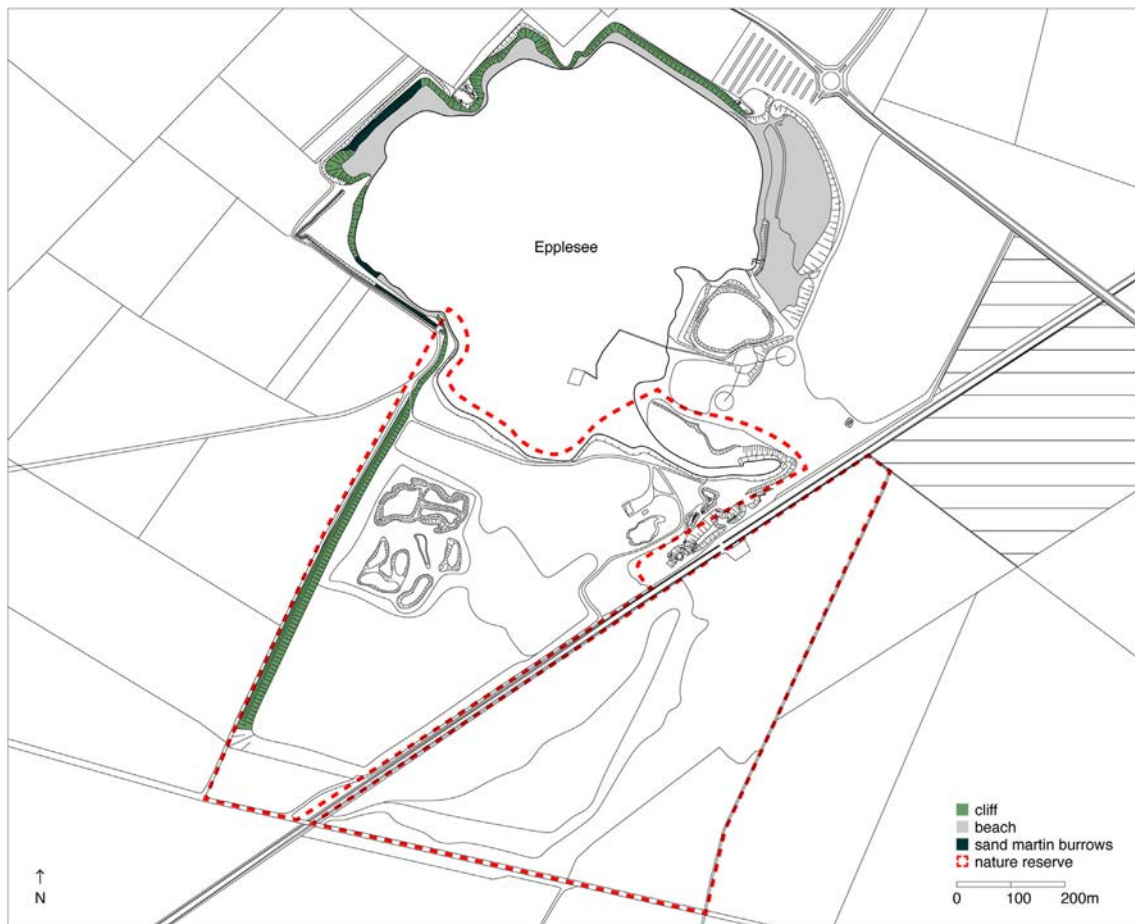 Epplesee
cliff
beach
sand martin burrows
nature reserve
↑
N
0 100 200m